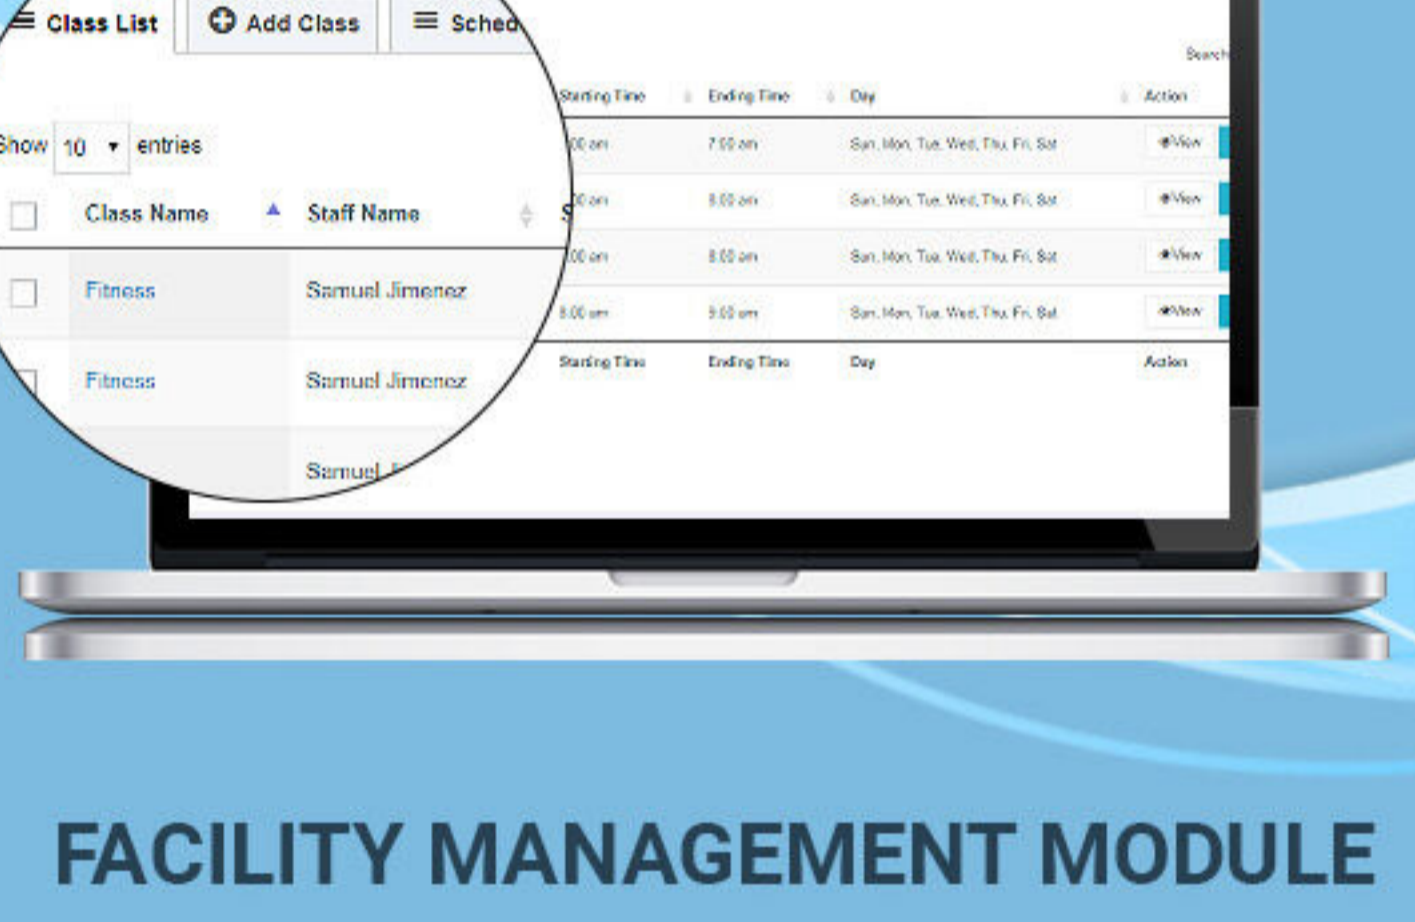 Class List Add Class
Search
Show 10 entries
Class Name Staff Name
Starting Time Ending Time Day Action
Fitness Samuel Jimenez
Fitness Samuel Jimenez
Samuel
7:00 am Sun, Mon, Tue, Wed, Thu, Fri, Sat View
8:00 am Sun, Mon, Tue, Wed, Thu, Fri, Sat View
8:00 am Sun, Mon, Tue, Wed, Thu, Fri, Sat View
8:00 am 9:00 am Sun, Mon, Tue, Wed, Thu, Fri, Sat View
Starting Time Ending Time Day Action
FACILITY MANAGEMENT MODULE